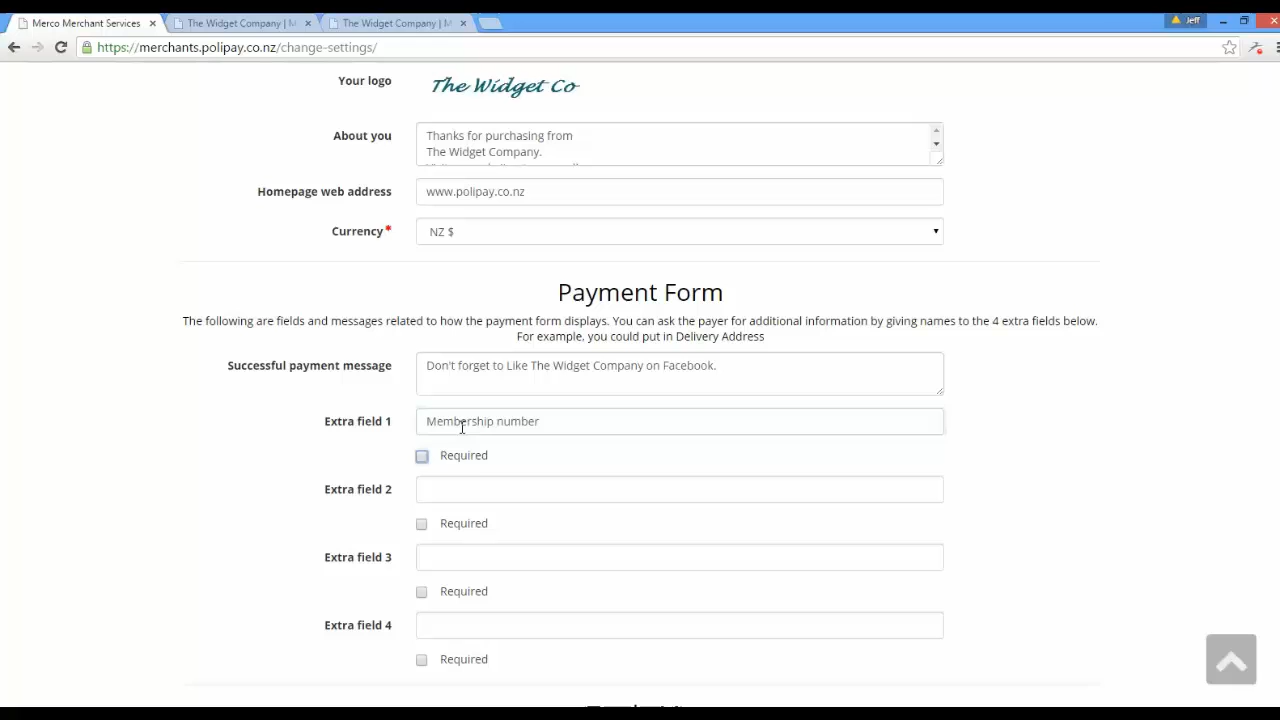 Merco Merchant Services
The Widget Company | M
The Widget Company | M
Jeff
https://merchants.polipay.co.nz/change-settings/
Your logo
The Widget Co
About you
Thanks for purchasing from
The Widget Company.
Homepage web address
www.polipay.co.nz
Currency*
NZ $
Payment Form
The following are fields and messages related to how the payment form displays. You can ask the payer for additional information by giving names to the 4 extra fields below.
For example, you could put in Delivery Address
Successful payment message
Don't forget to Like The Widget Company on Facebook.
Extra field 1
Membership number
Required
Extra field 2
Required
Extra field 3
Required
Extra field 4
Required